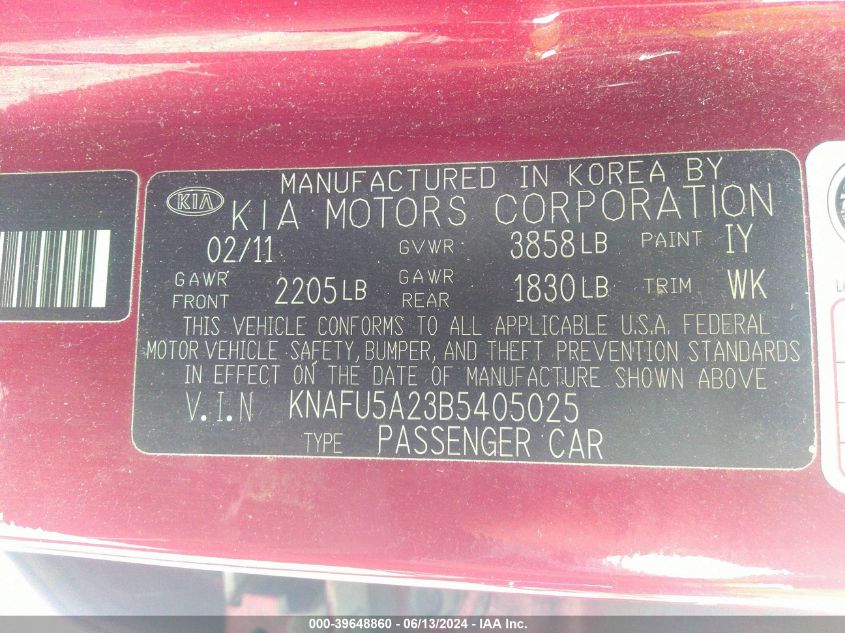 MANUFACTURED IN KOREA BY
KIA KIA MOTORS CORPORATION
02/11 GVWR 3858LB PAINT IY
GAWR FRONT 2205LB GAWR REAR 1830LB TRIM WK
THIS VEHICLE CONFORMS TO ALL APPLICABLE U.S.A. FEDERAL
MOTOR VEHICLE SAFETY, BUMPER, AND THEFT PREVENTION STANDARDS
IN EFFECT ON THE DATE OF MANUFACTURE SHOWN ABOVE
V.I.N KNAFU5A23B5405025
TYPE PASSENGER CAR
000-39648860 - 06/13/2024 - IAA Inc.